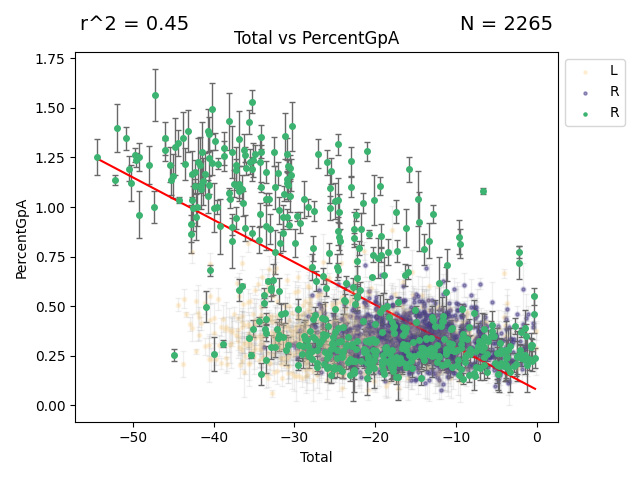 r^2 = 0.45 N = 2265
Total vs PercentGpA
1.75
1.50
1.25
1.00
0.75
0.50
0.25
0.00
PercentGpA
−50 −40 −30 −20 −10 0
Total
L
R
R